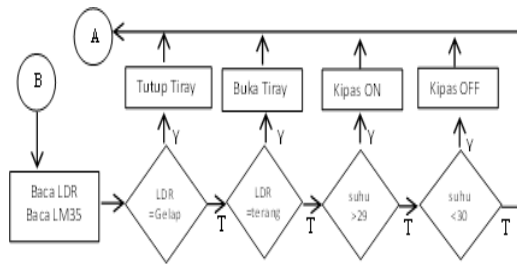 A
B
Tutup Tiray
Buka Tiray
Kipas ON
Kipas OFF
Y
Y
Y
Y
Baca LDR
Baca LM35
LDR
=Gelap
LDR
=terang
suhu
>29
suhu
<30
T
T
T
T